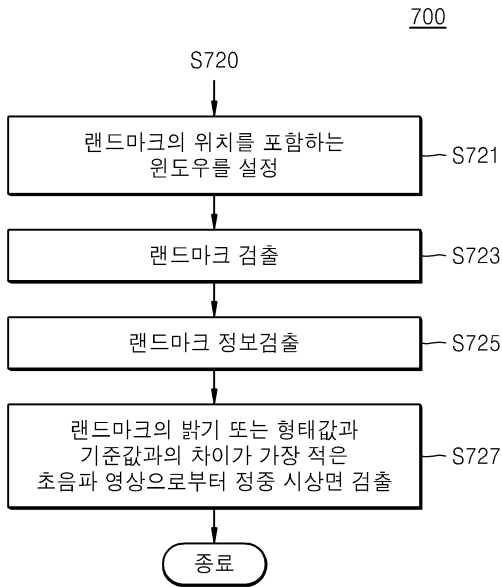 700
S720
랜드마크의 위치를 포함하는
윈도우를 설정
S721
랜드마크 검출
S723
랜드마크 정보검출
S725
랜드마크의 밝기 또는 형태값과
기준값과의 차이가 가장 적은
초음파 영상으로부터 정중 시상면 검출
S727
종료